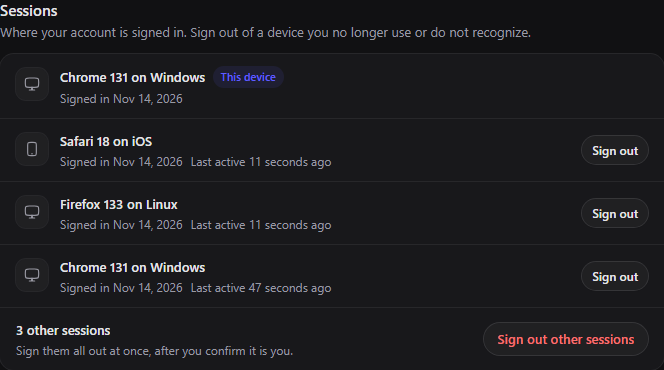 Sessions
Where your account is signed in. Sign out of a device you no longer use or do not recognize.
Chrome 131 on Windows This device
Signed in Nov 14, 2026
Safari 18 on iOS
Signed in Nov 14, 2026 Last active 11 seconds ago
Sign out
Firefox 133 on Linux
Signed in Nov 14, 2026 Last active 11 seconds ago
Sign out
Chrome 131 on Windows
Signed in Nov 14, 2026 Last active 47 seconds ago
Sign out
3 other sessions
Sign them all out at once, after you confirm it is you.
Sign out other sessions